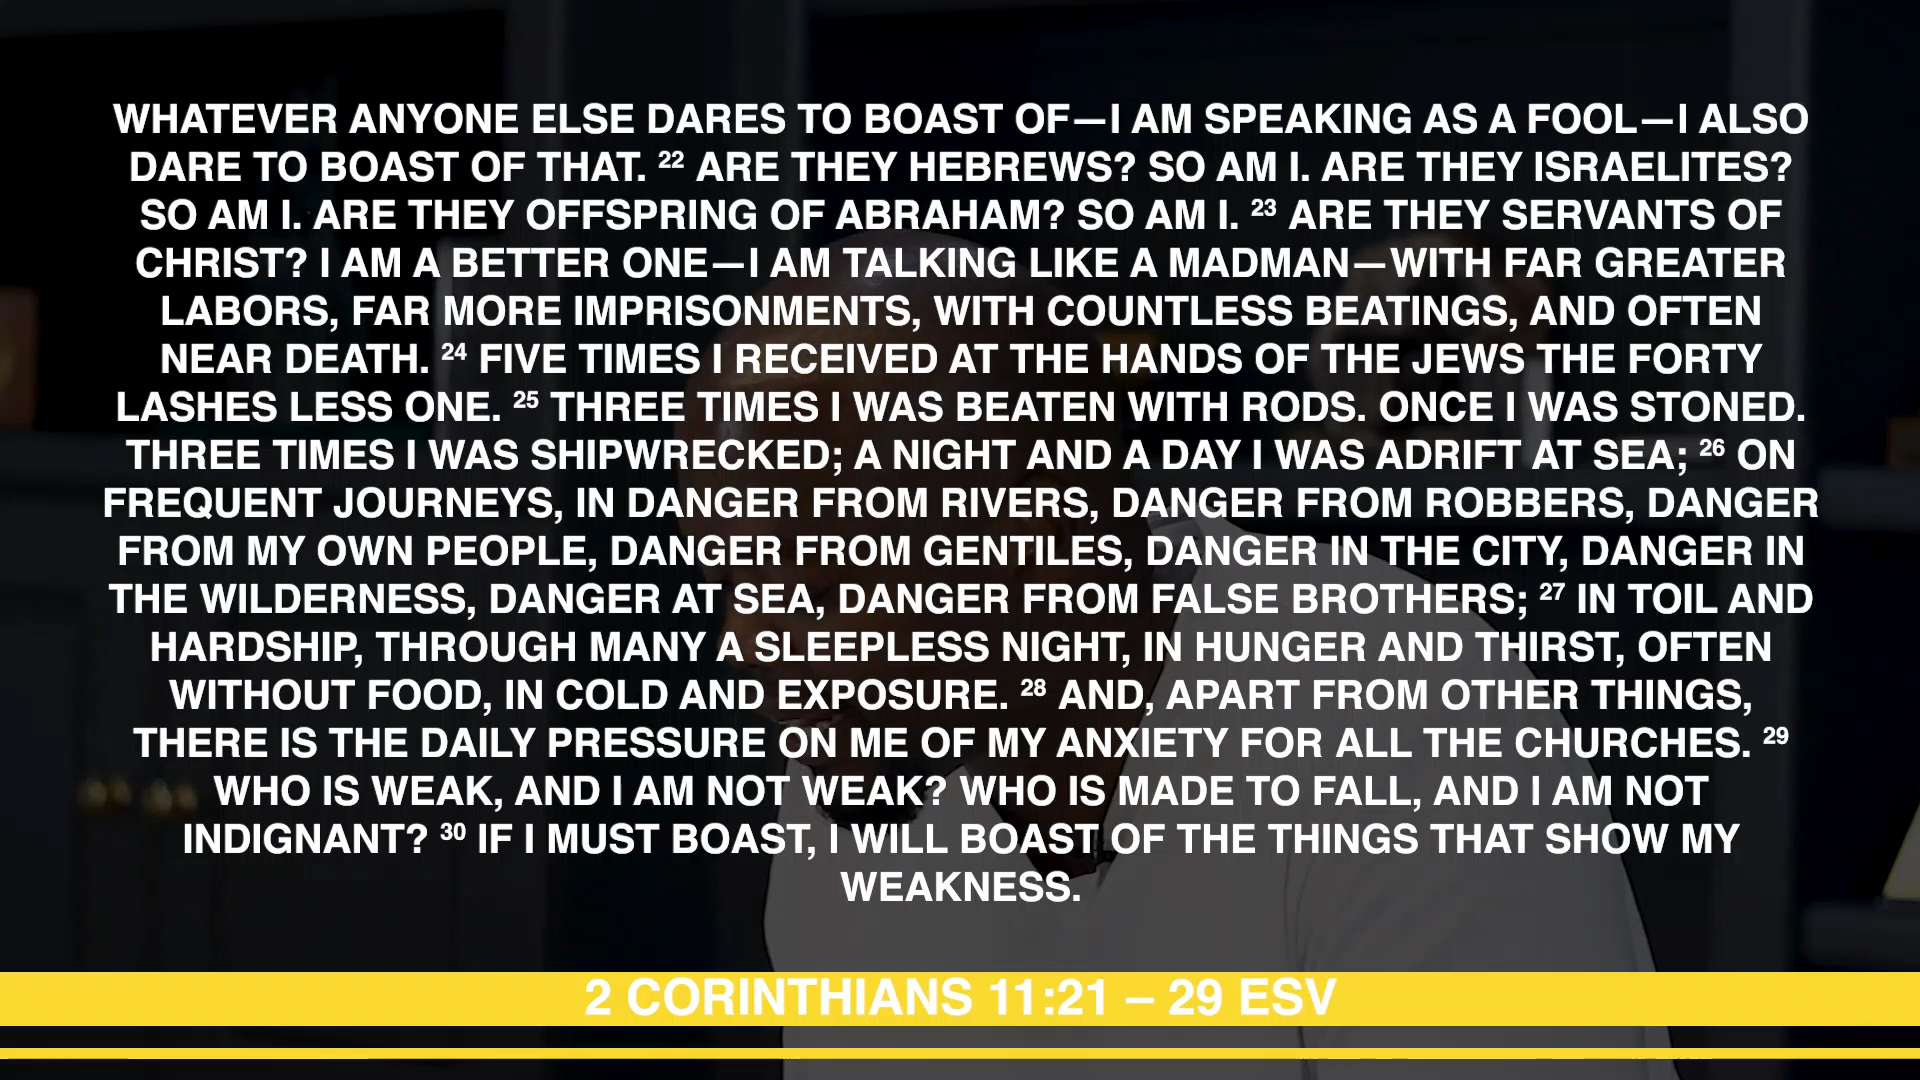 WHATEVER ANYONE ELSE DARES TO BOAST OF—I AM SPEAKING AS A FOOL—I ALSO
DARE TO BOAST OF THAT. 22 ARE THEY HEBREWS? SO AM I. ARE THEY ISRAELITES?
SO AM I. ARE THEY OFFSPRING OF ABRAHAM? SO AM I. 23 ARE THEY SERVANTS OF
CHRIST? I AM A BETTER ONE—I AM TALKING LIKE A MADMAN—WITH FAR GREATER
LABORS, FAR MORE IMPRISONMENTS, WITH COUNTLESS BEATINGS, AND OFTEN
NEAR DEATH. 24 FIVE TIMES I RECEIVED AT THE HANDS OF THE JEWS THE FORTY
LASHES LESS ONE. 25 THREE TIMES I WAS BEATEN WITH RODS. ONCE I WAS STONED.
THREE TIMES I WAS SHIPWRECKED; A NIGHT AND A DAY I WAS ADRIFT AT SEA; 26 ON
FREQUENT JOURNEYS, IN DANGER FROM RIVERS, DANGER FROM ROBBERS, DANGER
FROM MY OWN PEOPLE, DANGER FROM GENTILES, DANGER IN THE CITY, DANGER IN
THE WILDERNESS, DANGER AT SEA, DANGER FROM FALSE BROTHERS; 27 IN TOIL AND
HARDSHIP, THROUGH MANY A SLEEPLESS NIGHT, IN HUNGER AND THIRST, OFTEN
WITHOUT FOOD, IN COLD AND EXPOSURE. 28 AND, APART FROM OTHER THINGS,
THERE IS THE DAILY PRESSURE ON ME OF MY ANXIETY FOR ALL THE CHURCHES. 29
WHO IS WEAK, AND I AM NOT WEAK? WHO IS MADE TO FALL, AND I AM NOT
INDIGNANT? 30 IF I MUST BOAST, I WILL BOAST OF THE THINGS THAT SHOW MY
WEAKNESS.
2 CORINTHIANS 11:21 – 29 ESV